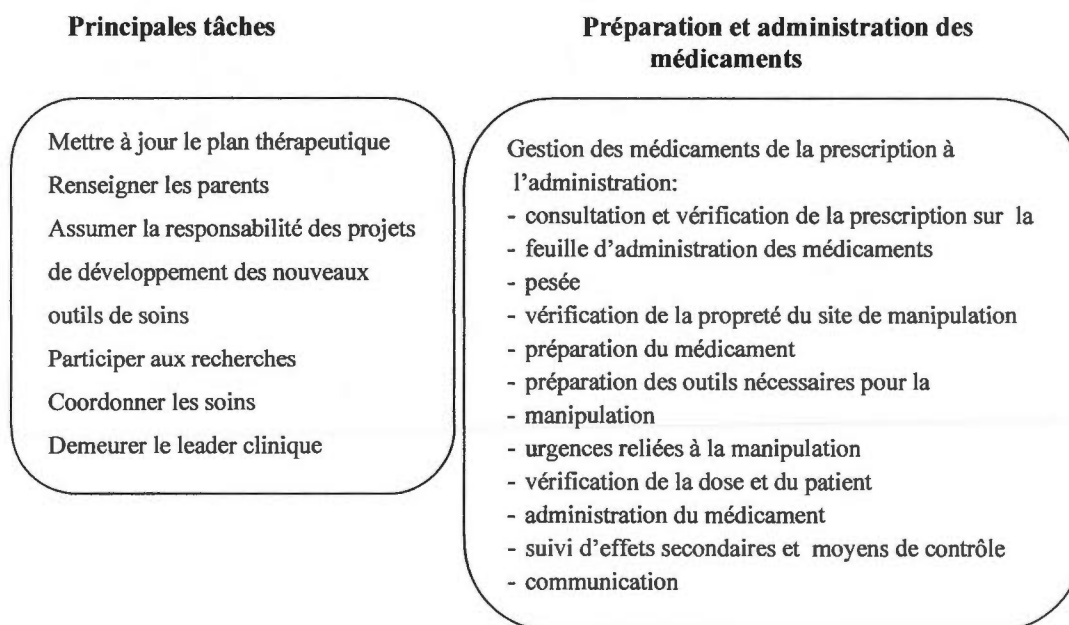 Principales tâches
Mettre à jour le plan thérapeutique
Renseigner les parents
Assumer la responsabilité des projets
de développement des nouveaux
outils de soins
Participer aux recherches
Coordonner les soins
Demeurer le leader clinique
Préparation et administration des
médicaments
Gestion des médicaments de la prescription à
l'administration:
- consultation et vérification de la prescription sur la
- feuille d'administration des médicaments
- pesée
- vérification de la propreté du site de manipulation
- préparation du médicament
- préparation des outils nécessaires pour la
- manipulation
- urgences reliées à la manipulation
- vérification de la dose et du patient
- administration du médicament
- suivi d'effets secondaires et moyens de contrôle
- communication